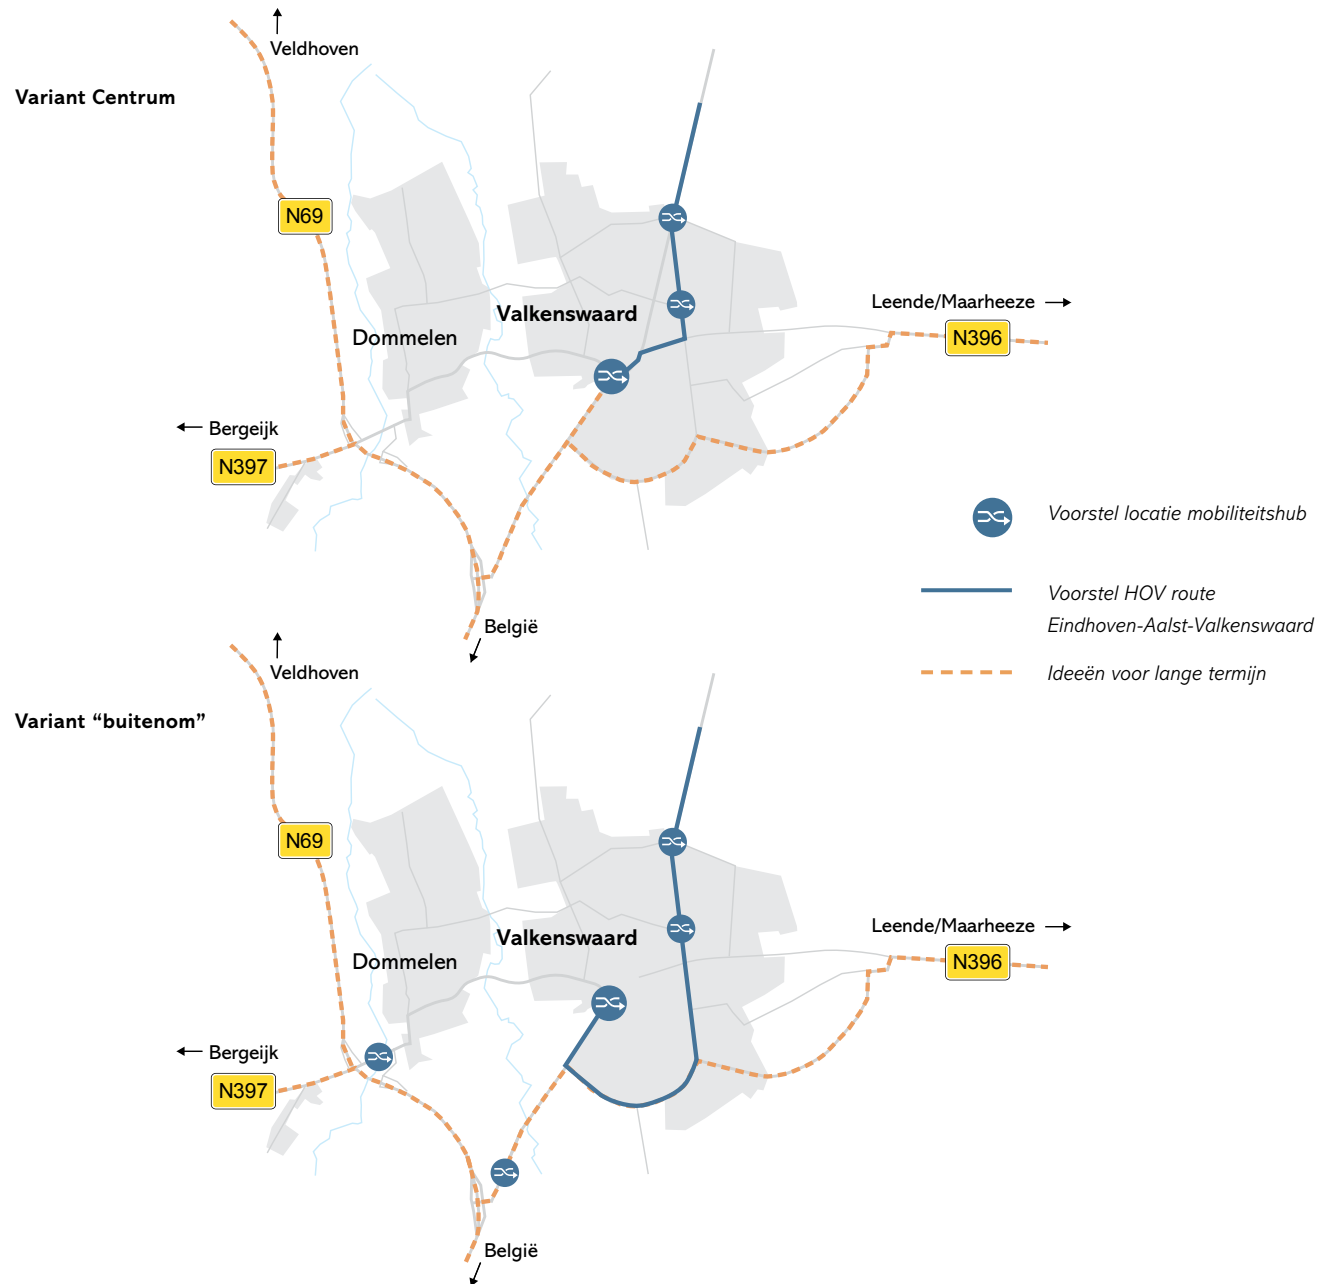 Veldhoven
Variant Centrum
N69
Leende/Maarheeze
Valkenswaard
N396
Dommelen
Bergeijk
N397
Voorstel locatie mobiliteitshub
Voorstel HOV route
Eindhoven-Aalst-Valkenswaard
België
Ideeën voor lange termijn
Veldhoven
Variant “buitenom”
N69
Leende/Maarheeze
Valkenswaard
N396
Dommelen
Bergeijk
N397
België